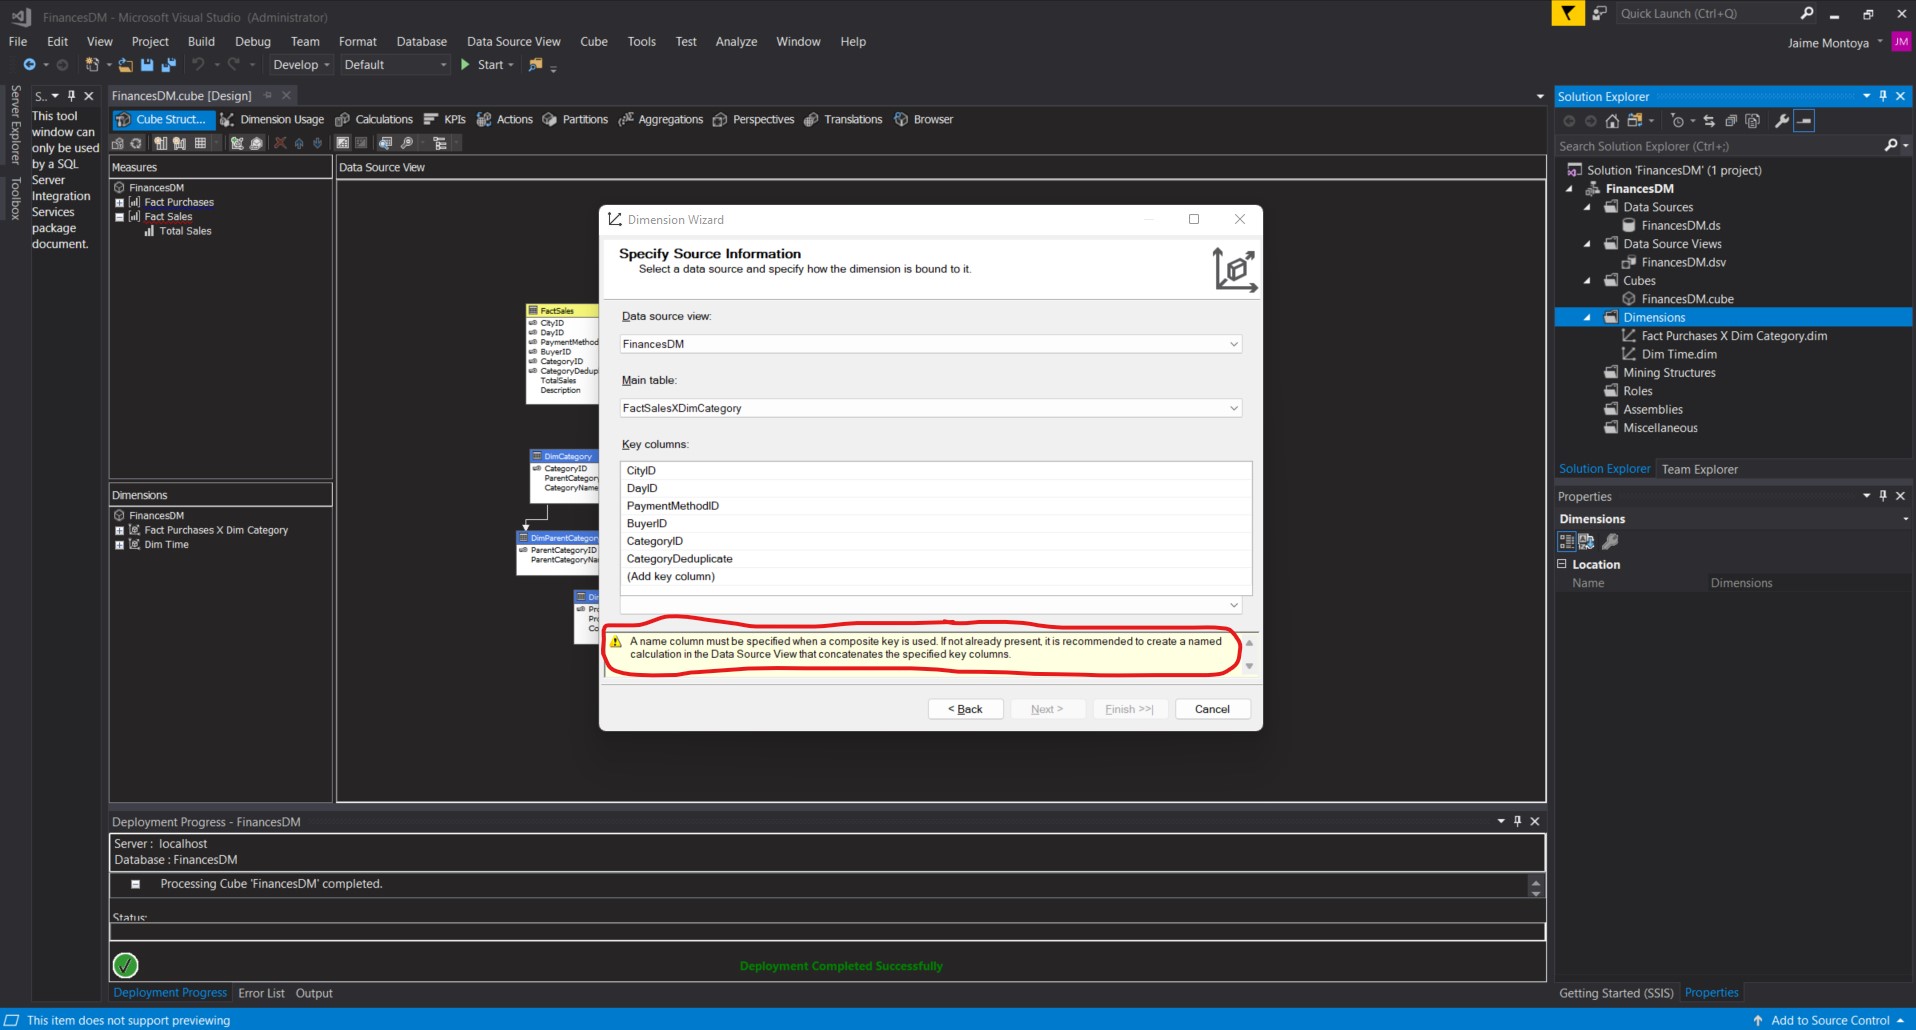 FinancesDM - Microsoft Visual Studio (Administrator)
Quick Launch (Ctrl+Q)
File Edit View Project Build Debug Team Format Database Data Source View Cube Tools Test Analyze Window Help
Jaime Montoya JM
Develop Default Start
Server Explorer
Toolbox
S..
This tool
window can
only be used
by a SQL
Server
Integration
Services
package
document.
FinancesDM.cube [Design]
Cube Struct... Dimension Usage Calculations KPIs Actions Partitions Aggregations Perspectives Translations Browser
Measures
FinancesDM
Fact Purchases
Fact Sales
Total Sales
Dimensions
FinancesDM
Fact Purchases X Dim Category
Dim Time
Data Source View
FactSales
CityID
DayID
PaymentMethod
BuyerID
CategoryID
CategoryDedup
TotalSales
Description
DimCategory
CategoryID
ParentCategory
CategoryName
DimParentCategory
ParentCategoryID
ParentCategoryNa
Dimension Wizard
Specify Source Information
Select a data source and specify how the dimension is bound to it.
Data source view:
FinancesDM
Main table:
FactSalesXDimCategory
Key columns:
CityID
DayID
PaymentMethodID
BuyerID
CategoryID
CategoryDeduplicate
(Add key column)
A name column must be specified when a composite key is used. If not already present, it is recommended to create a named
calculation in the Data Source View that concatenates the specified key columns.
< Back Next > Finish >>| Cancel
Solution Explorer
Search Solution Explorer (Ctrl+;)
Solution 'FinancesDM' (1 project)
FinancesDM
Data Sources
FinancesDM.ds
Data Source Views
FinancesDM.dsv
Cubes
FinancesDM.cube
Dimensions
Fact Purchases X Dim Category.dim
Dim Time.dim
Mining Structures
Roles
Assemblies
Miscellaneous
Solution Explorer Team Explorer
Properties
Dimensions
Location
Name Dimensions
Getting Started (SSIS) Properties
Deployment Progress - FinancesDM
Server : localhost
Database : FinancesDM
Processing Cube 'FinancesDM' completed.
Status:
Deployment Completed Successfully
Deployment Progress Error List Output
This item does not support previewing
Add to Source Control